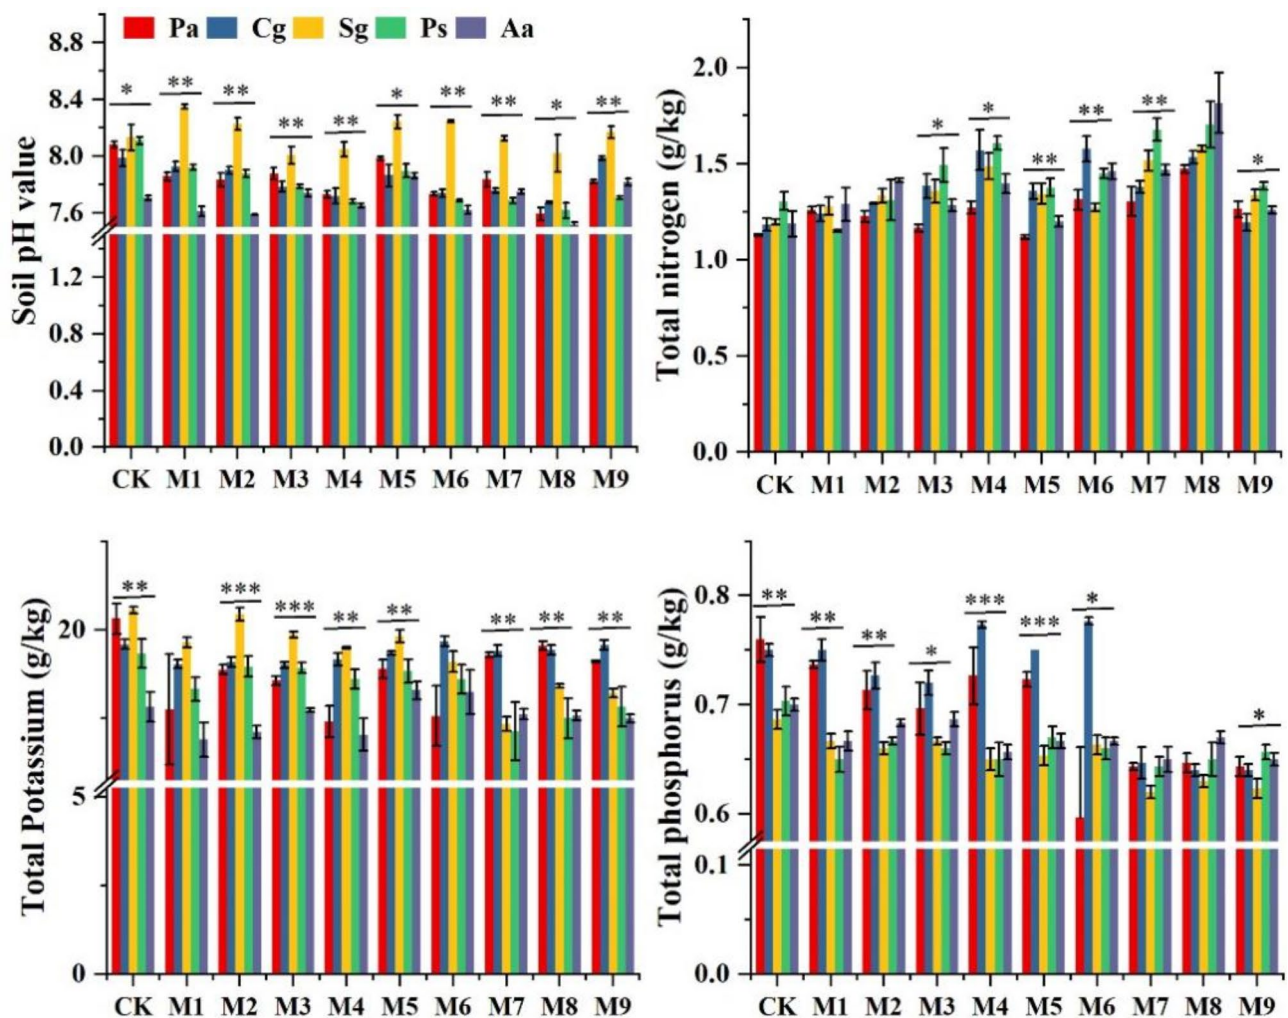 Pa Cg Sg Ps Aa
Soil pH value
8.8
8.4
8.0
7.6
1.2
0.8
0.4
0.0
* ** ** ** ** * ** ** * **
CK M1 M2 M3 M4 M5 M6 M7 M8 M9
Total nitrogen (g/kg)
2.0
1.5
1.0
0.5
0.0
* * ** ** ** *
CK M1 M2 M3 M4 M5 M6 M7 M8 M9
Total Potassium (g/kg)
20
5
0
** *** *** ** ** ** ** **
CK M1 M2 M3 M4 M5 M6 M7 M8 M9
Total phosphorus (g/kg)
0.8
0.7
0.6
0.1
0.0
** ** ** * *** *** * *
CK M1 M2 M3 M4 M5 M6 M7 M8 M9